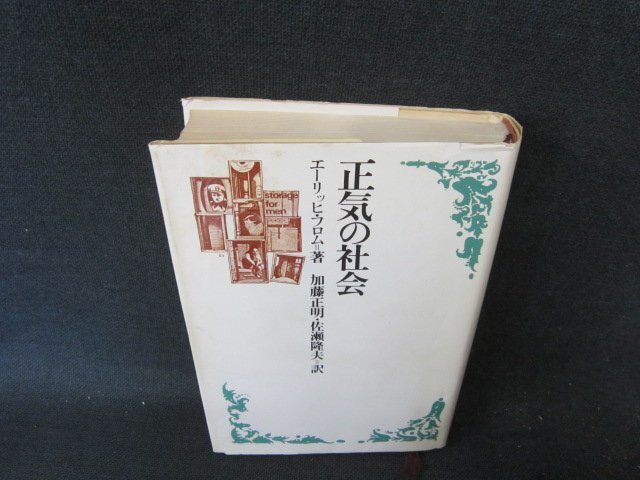 正気の社会
エーリッヒ・フロム=著
加藤正明・佐瀬隆夫=訳
storage
for
men